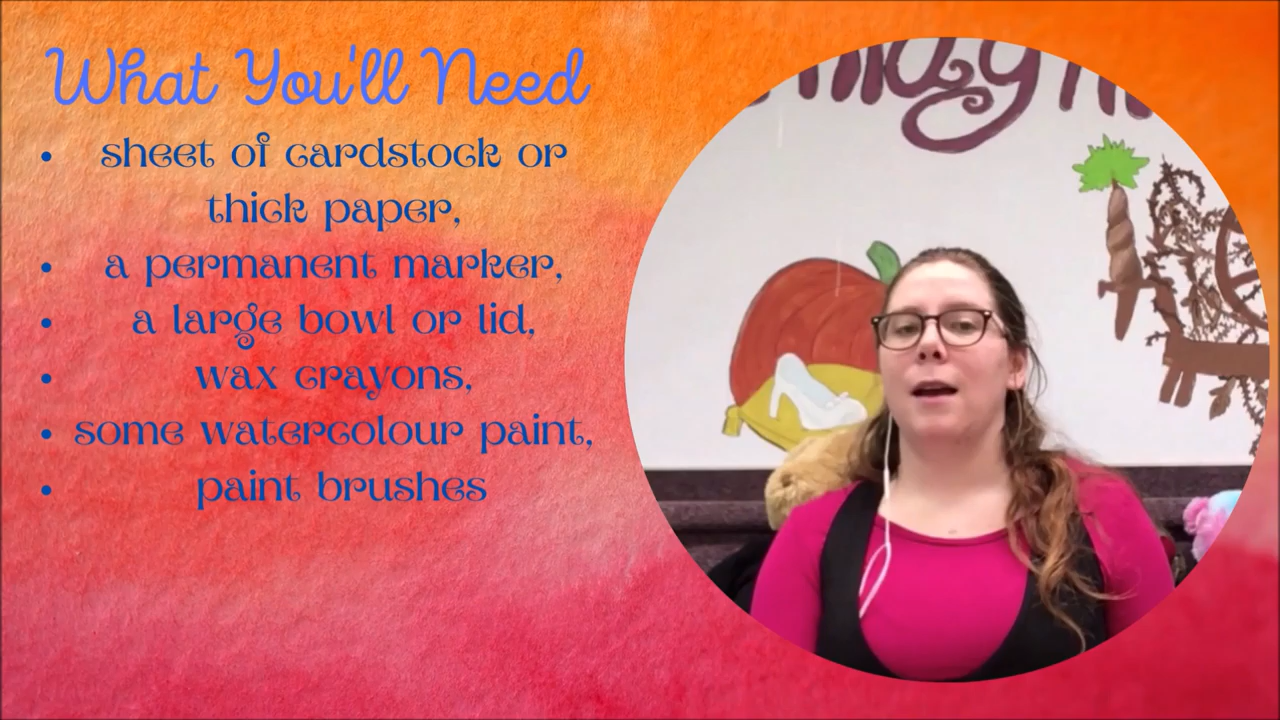 What You'll Need
• sheet of cardstock or
thick paper,
• a permanent marker,
• a large bowl or lid,
• wax crayons,
• some watercolour paint,
• paint brushes